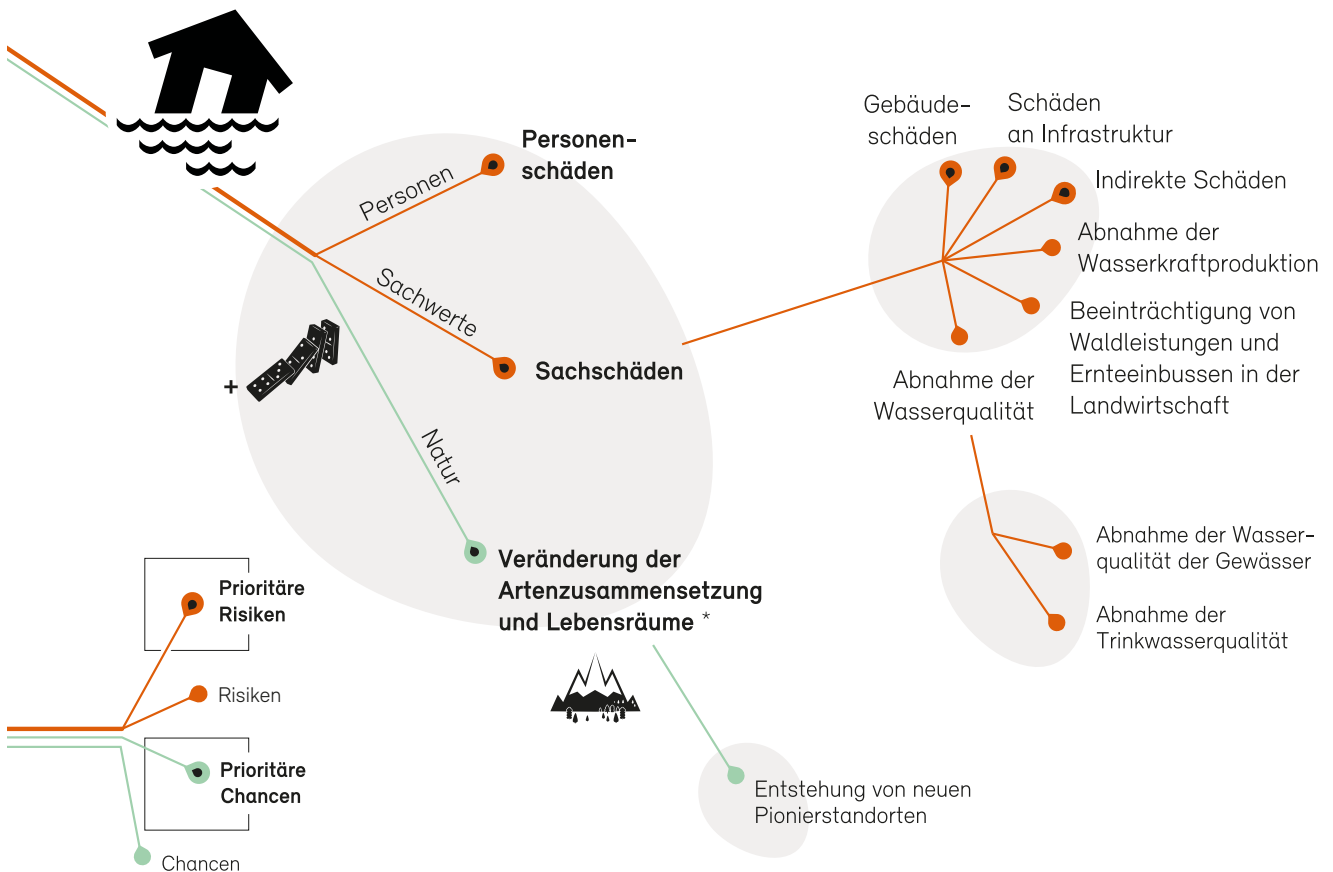 Personen-
schäden
Personen
Sachwerte
Sachschäden
+
Natur
Veränderung der
Artenzusammensetzung
und Lebensräume *
Entstehung von neuen
Pionierstandorten
Gebäude-
schäden
Schäden
an Infrastruktur
Indirekte Schäden
Abnahme der
Wasserkraftproduktion
Beeinträchtigung von
Waldleistungen und
Ernteeinbussen in der
Landwirtschaft
Abnahme der
Wasserqualität
Abnahme der Wasser-
qualität der Gewässer
Abnahme der
Trinkwasserqualität
Prioritäre
Risiken
Risiken
Prioritäre
Chancen
Chancen